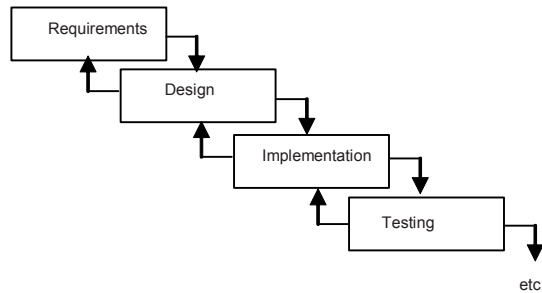 Requirements
Design
Implementation
Testing
etc